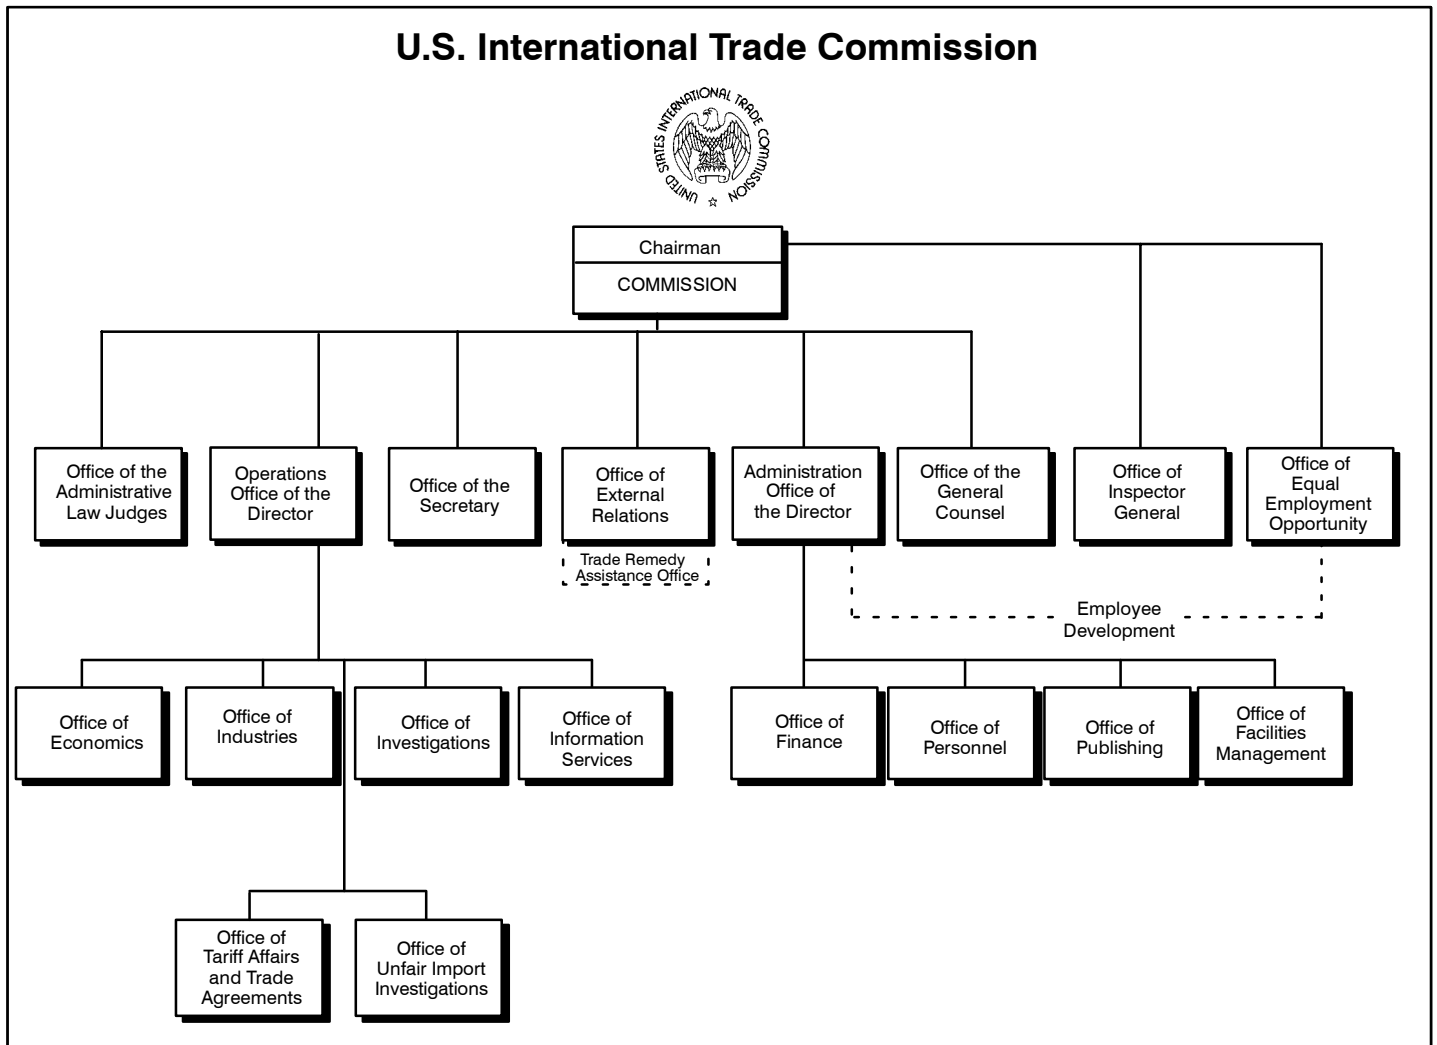 U.S. International Trade Commission
UNITED STATES INTERNATIONAL TRADE COMMISSION
Chairman
COMMISSION
Office of the
Administrative
Law Judges
Operations
Office of the
Director
Office of the
Secretary
Office of
External
Relations
Administration
Office of
the Director
Office of the
General
Counsel
Office of
Inspector
General
Office of
Equal
Employment
Opportunity
Trade Remedy
Assistance Office
Employee
Development
Office of
Economics
Office of
Industries
Office of
Investigations
Office of
Information
Services
Office of
Finance
Office of
Personnel
Office of
Publishing
Office of
Facilities
Management
Office of
Tariff Affairs
and Trade
Agreements
Office of
Unfair Import
Investigations